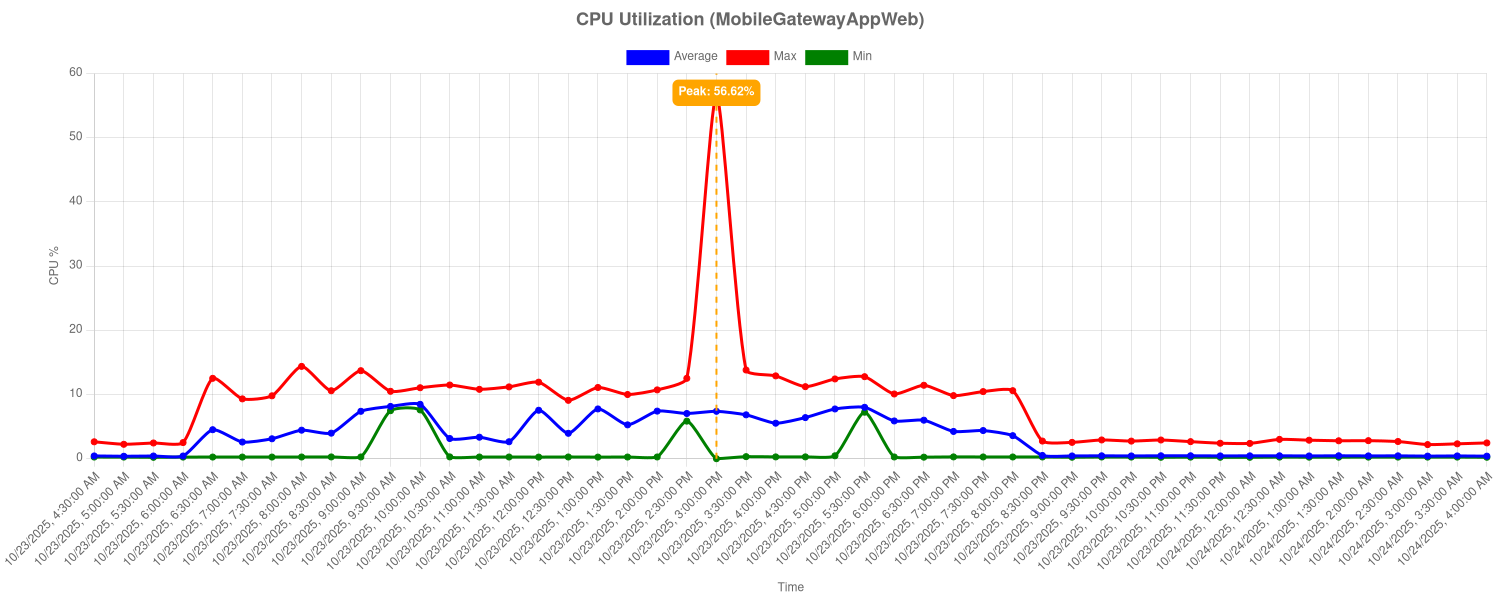 CPU Utilization (MobileGatewayAppWeb)
Average Max Min
Peak: 56.62%
60
50
40
30
20
10
0
CPU %
10/23/2025, 4:30:00 AM
10/23/2025, 5:00:00 AM
10/23/2025, 5:30:00 AM
10/23/2025, 6:00:00 AM
10/23/2025, 6:30:00 AM
10/23/2025, 7:00:00 AM
10/23/2025, 7:30:00 AM
10/23/2025, 8:00:00 AM
10/23/2025, 8:30:00 AM
10/23/2025, 9:00:00 AM
10/23/2025, 9:30:00 AM
10/23/2025, 10:00:00 AM
10/23/2025, 10:30:00 AM
10/23/2025, 11:00:00 AM
10/23/2025, 11:30:00 AM
10/23/2025, 12:00:00 PM
10/23/2025, 12:30:00 PM
10/23/2025, 1:00:00 PM
10/23/2025, 1:30:00 PM
10/23/2025, 2:00:00 PM
10/23/2025, 2:30:00 PM
10/23/2025, 3:00:00 PM
10/23/2025, 3:30:00 PM
10/23/2025, 4:00:00 PM
10/23/2025, 4:30:00 PM
10/23/2025, 5:00:00 PM
10/23/2025, 5:30:00 PM
10/23/2025, 6:00:00 PM
10/23/2025, 6:30:00 PM
10/23/2025, 7:00:00 PM
10/23/2025, 7:30:00 PM
10/23/2025, 8:00:00 PM
10/23/2025, 8:30:00 PM
10/23/2025, 9:00:00 PM
10/23/2025, 9:30:00 PM
10/23/2025, 10:00:00 PM
10/23/2025, 10:30:00 PM
10/23/2025, 11:00:00 PM
10/23/2025, 11:30:00 PM
10/24/2025, 12:00:00 AM
10/24/2025, 12:30:00 AM
10/24/2025, 1:00:00 AM
10/24/2025, 1:30:00 AM
10/24/2025, 2:00:00 AM
10/24/2025, 2:30:00 AM
10/24/2025, 3:00:00 AM
10/24/2025, 3:30:00 AM
10/24/2025, 4:00:00 AM
Time